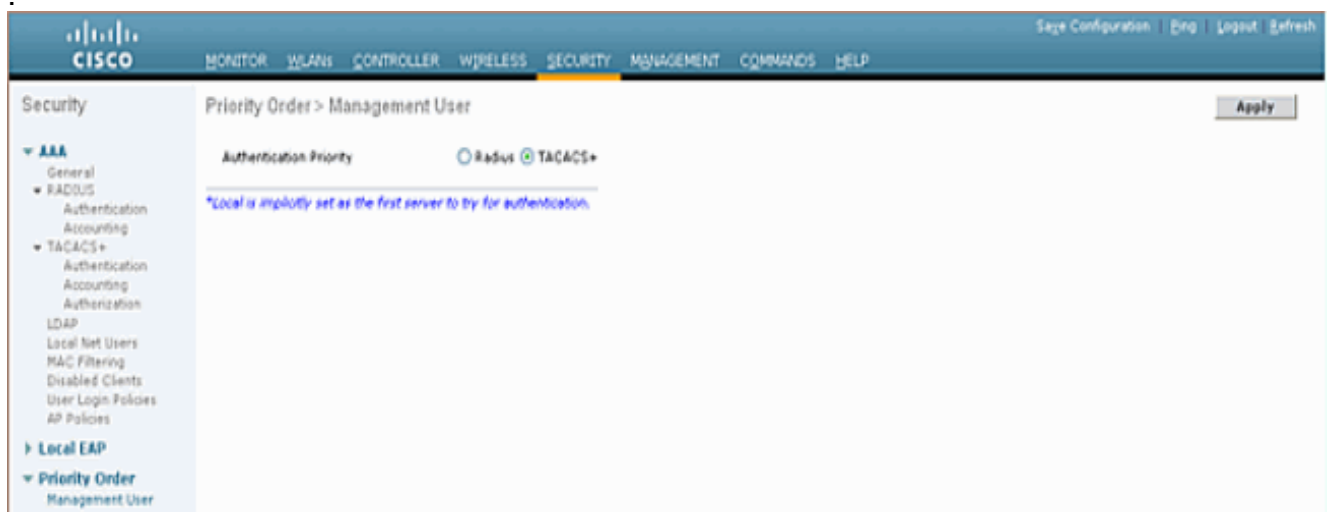 .
Save Configuration | Ping | Logout | Refresh
CISCO
MONITOR WLANs CONTROLLER WIRELESS SECURITY MANAGEMENT COMMANDS HELP
Security
Priority Order > Management User
Apply
AAA
General
RADIUS
Authentication
Accounting
TACACS+
Authentication
Accounting
Authorization
LDAP
Local Net Users
MAC Filtering
Disabled Clients
User Login Policies
AP Policies
Local EAP
Priority Order
Management User
Authentication Priority Radius TACACS+
*Local is implicitly set as the first server to try for authentication.